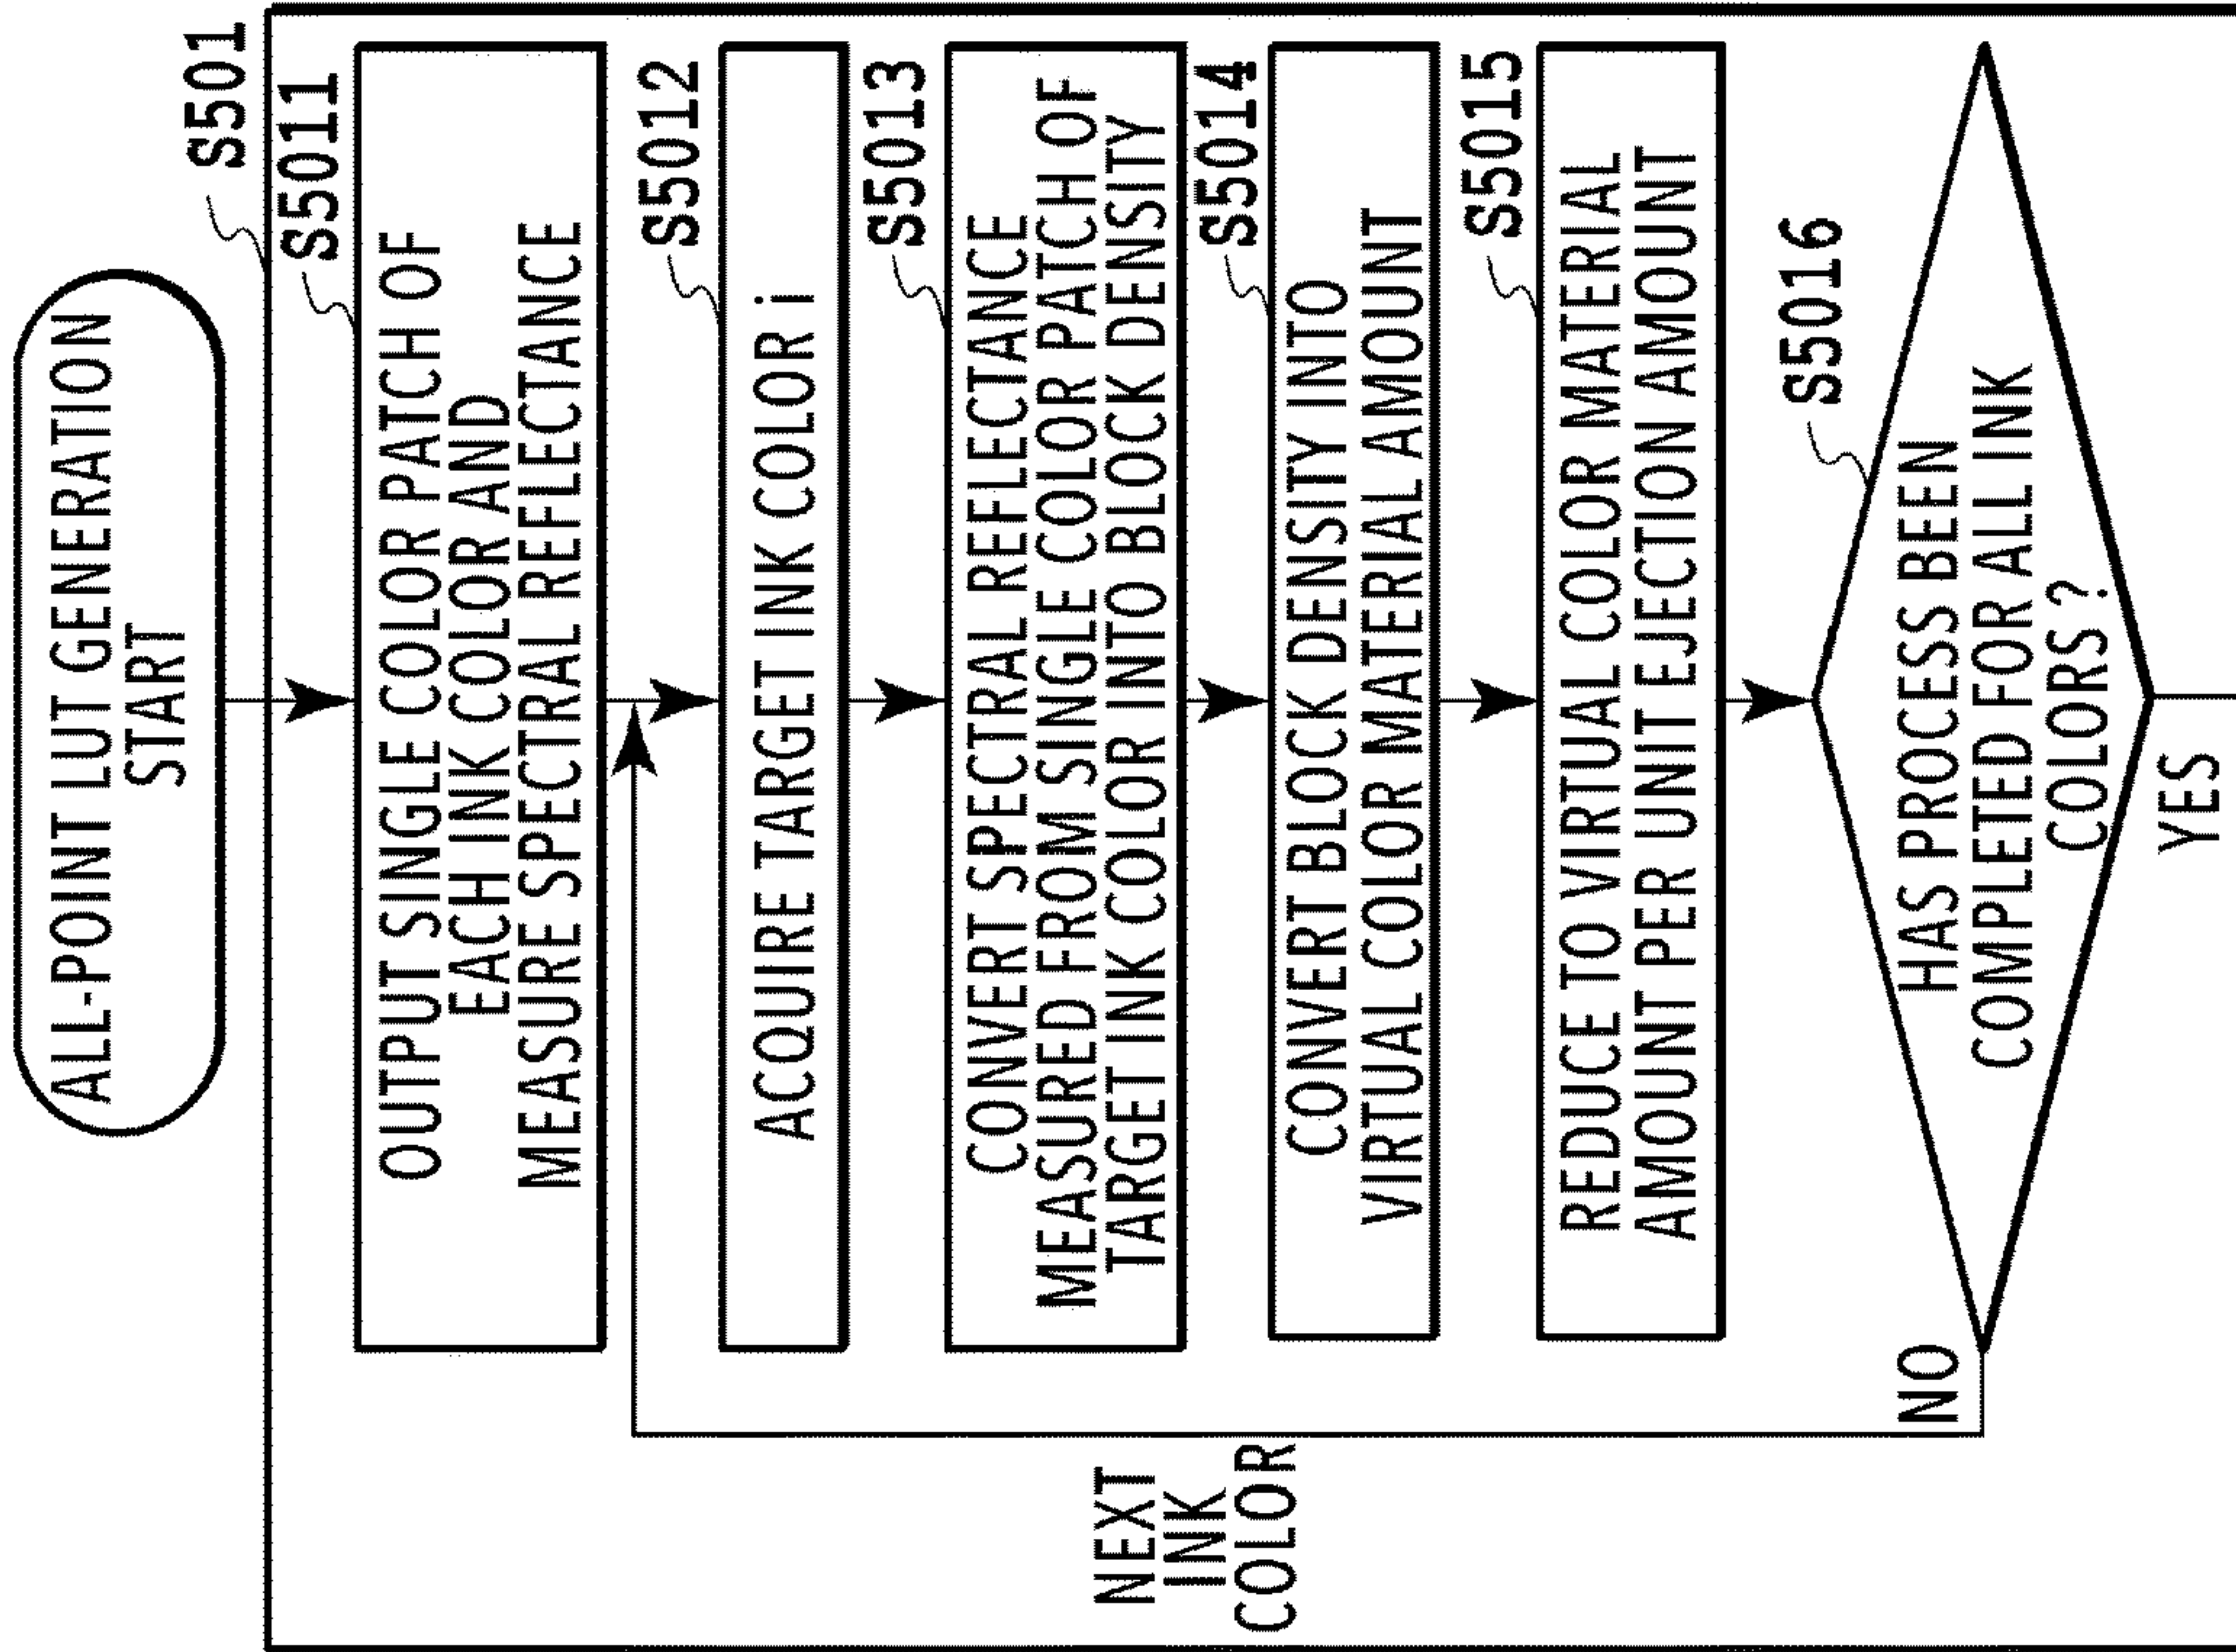 ALL-POINT LUT GENERATION
START
S501
S5011
OUTPUT SINGLE COLOR PATCH OF
EACH INK COLOR AND
MEASURE SPECTRAL REFLECTANCE
S5012
ACQUIRE TARGET INK COLOR i
S5013
CONVERT SPECTRAL REFLECTANCE
MEASURED FROM SINGLE COLOR PATCH OF
TARGET INK COLOR INTO BLOCK DENSITY
S5014
CONVERT BLOCK DENSITY INTO
VIRTUAL COLOR MATERIAL AMOUNT
S5015
REDUCE TO VIRTUAL COLOR MATERIAL
AMOUNT PER UNIT EJECTION AMOUNT
S5016
HAS PROCESS BEEN
COMPLETED FOR ALL INK
COLORS ?
NO
NEXT
INK
COLOR
YES